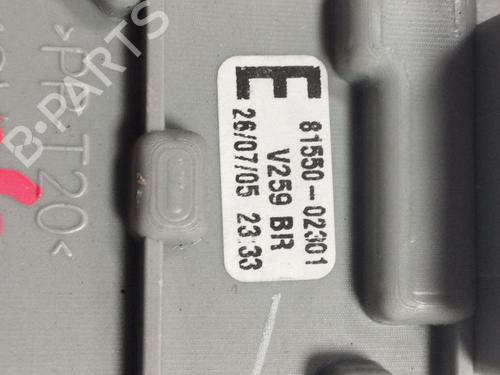 E
81550-02301
V259 BR
26/07/05 23:33
>PP T20<
B-PARTS